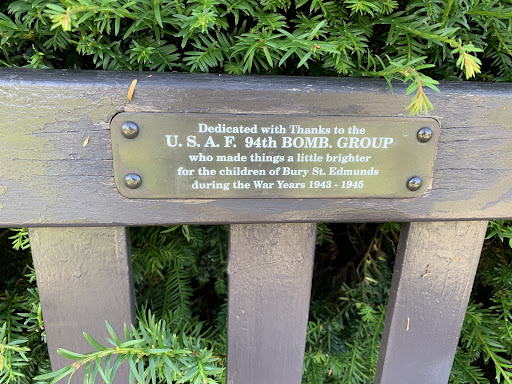 Dedicated with Thanks to the
U. S. A. F. 94th BOMB. GROUP
who made things a little brighter
for the children of Bury St. Edmunds
during the War Years 1943 - 1945